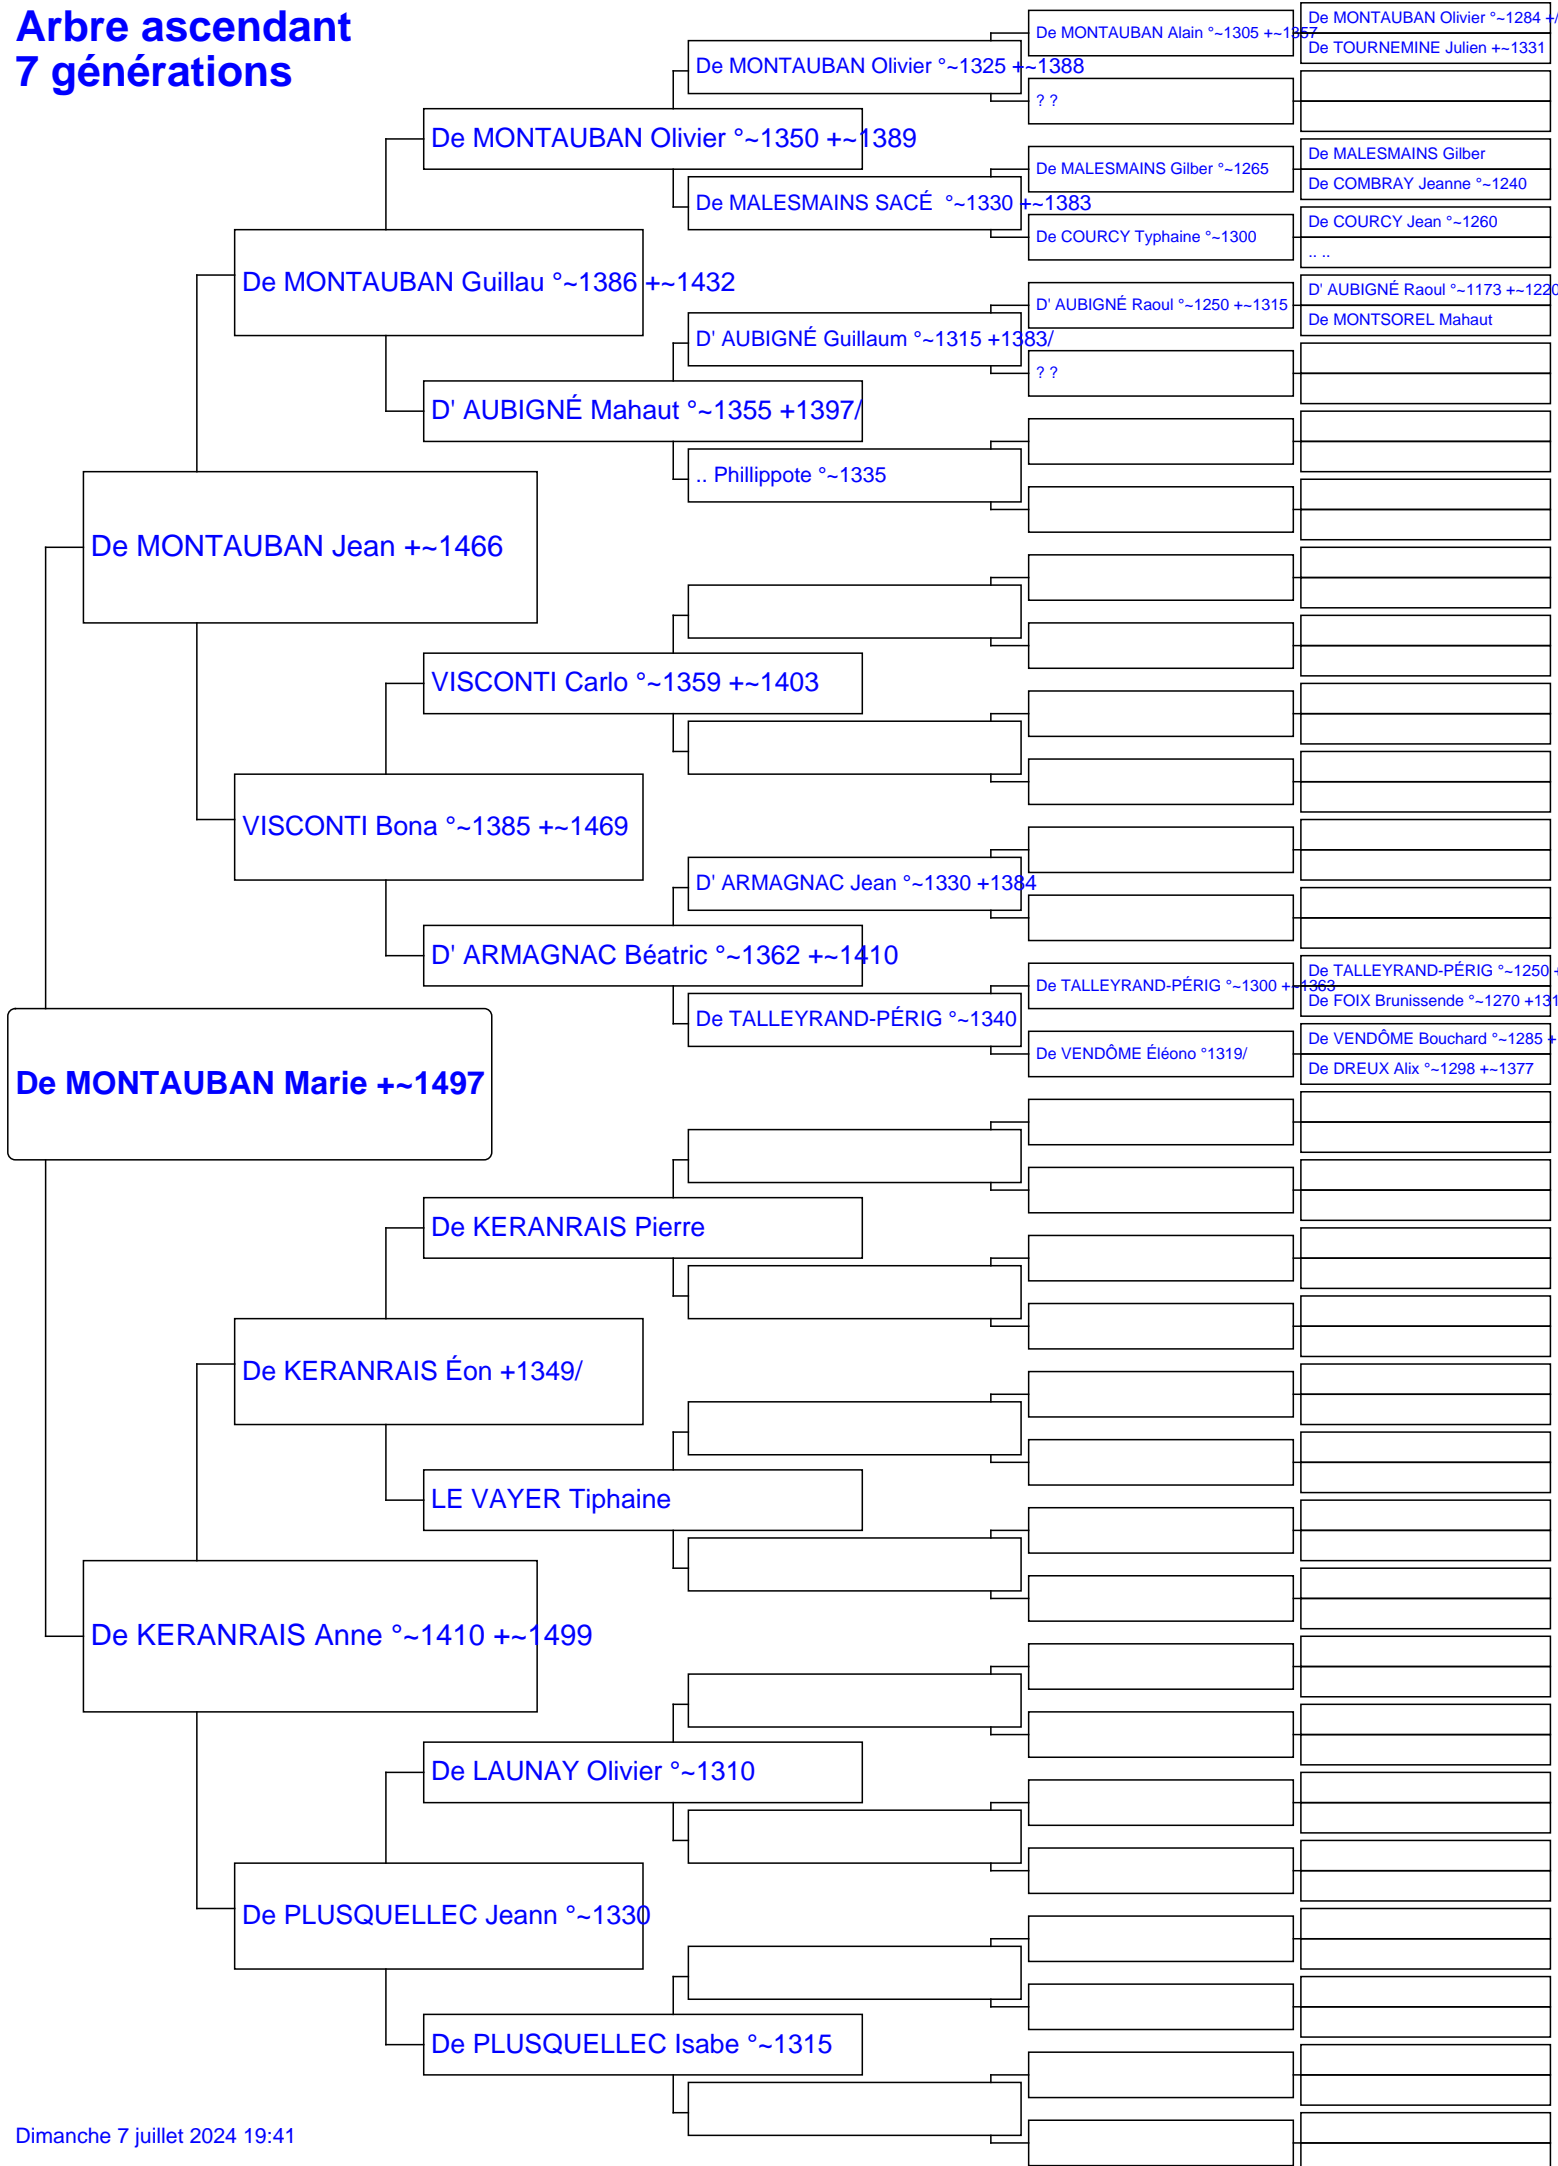 Arbre ascendant
7 générations
De MONTAUBAN Olivier °~1284 +/
De MONTAUBAN Alain °~1305 +~1357
De TOURNEMINE Julien +~1331
De MONTAUBAN Olivier °~1325 +~1388
? ?
De MONTAUBAN Olivier °~1350 +~1389
De MALESMAINS Gilber
De MALESMAINS Gilber °~1265
De COMBRAY Jeanne °~1240
De MALESMAINS SACÉ °~1330 +~1383
De COURCY Jean °~1260
De COURCY Typhaine °~1300
.. ..
De MONTAUBAN Guillau °~1386 +~1432
D' AUBIGNÉ Raoul °~1173 +~1220
D' AUBIGNÉ Raoul °~1250 +~1315
De MONTSOREL Mahaut
D' AUBIGNÉ Guillaum °~1315 +1383/
? ?
D' AUBIGNÉ Mahaut °~1355 +1397/
.. Phillippote °~1335
De MONTAUBAN Jean +~1466
VISCONTI Carlo °~1359 +~1403
VISCONTI Bona °~1385 +~1469
D' ARMAGNAC Jean °~1330 +1384
D' ARMAGNAC Béatric °~1362 +~1410
De TALLEYRAND-PÉRIG °~1250 +
De TALLEYRAND-PÉRIG °~1300 +~1363
De FOIX Brunissende °~1270 +131
De TALLEYRAND-PÉRIG °~1340
De VENDÔME Bouchard °~1285 +
De VENDÔME Éléono °1319/
De DREUX Alix °~1298 +~1377
De MONTAUBAN Marie +~1497
De KERANRAIS Pierre
De KERANRAIS Éon +1349/
LE VAYER Tiphaine
De KERANRAIS Anne °~1410 +~1499
De LAUNAY Olivier °~1310
De PLUSQUELLEC Jeann °~1330
De PLUSQUELLEC Isabe °~1315
Dimanche 7 juillet 2024 19:41